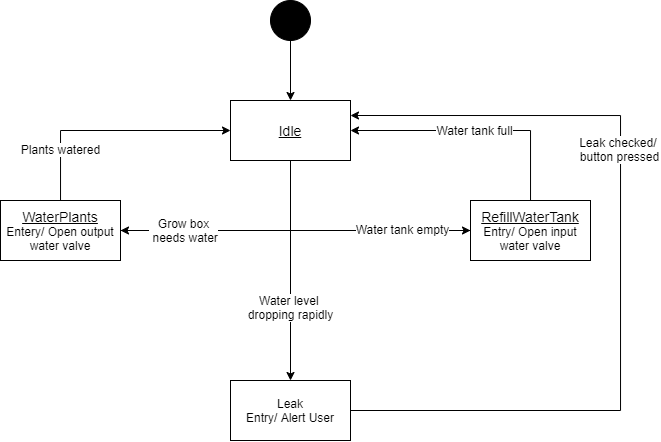 Idle
Water tank full
Leak checked/
button pressed
Plants watered
WaterPlants
Entery/ Open output
water valve
Grow box
needs water
Water tank empty
RefillWaterTank
Entry/ Open input
water valve
Water level
dropping rapidly
Leak
Entry/ Alert User